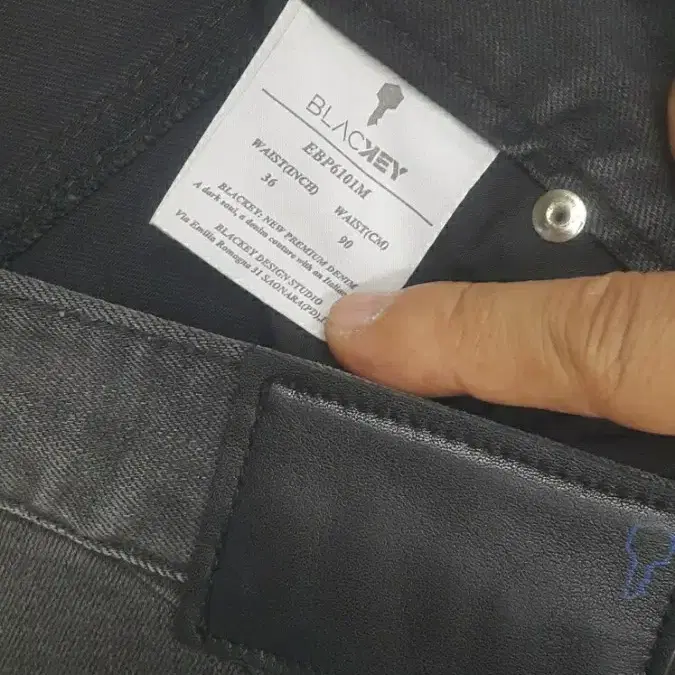 BLACKEY
EBP6101M
WAIST(INCH) WAIST(CM)
36 90
BLACKEY: NEW PREMIUM DENIM
A dark soul, a denim couture with an Italian
BLACKEY DESIGN STUDIO
Via Emilia Romagna 31 SAONARA(PD),